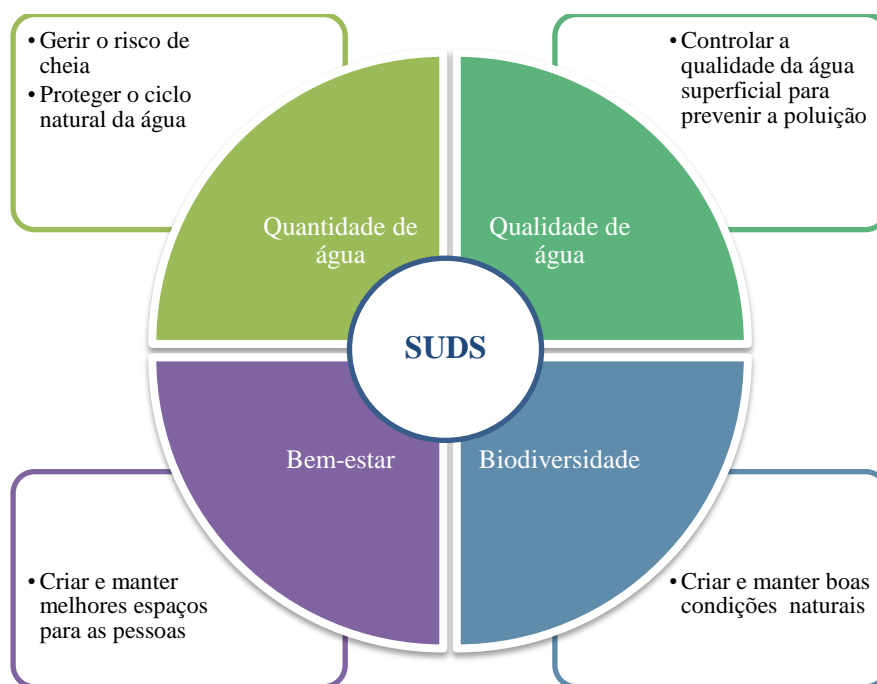 • Gerir o risco de
cheia
• Proteger o ciclo
natural da água
• Controlar a
qualidade da água
superficial para
prevenir a poluição
Quantidade de
água
Qualidade de
água
SUDS
Bem-estar
Biodiversidade
• Criar e manter
melhores espaços
para as pessoas
• Criar e manter boas
condições naturais